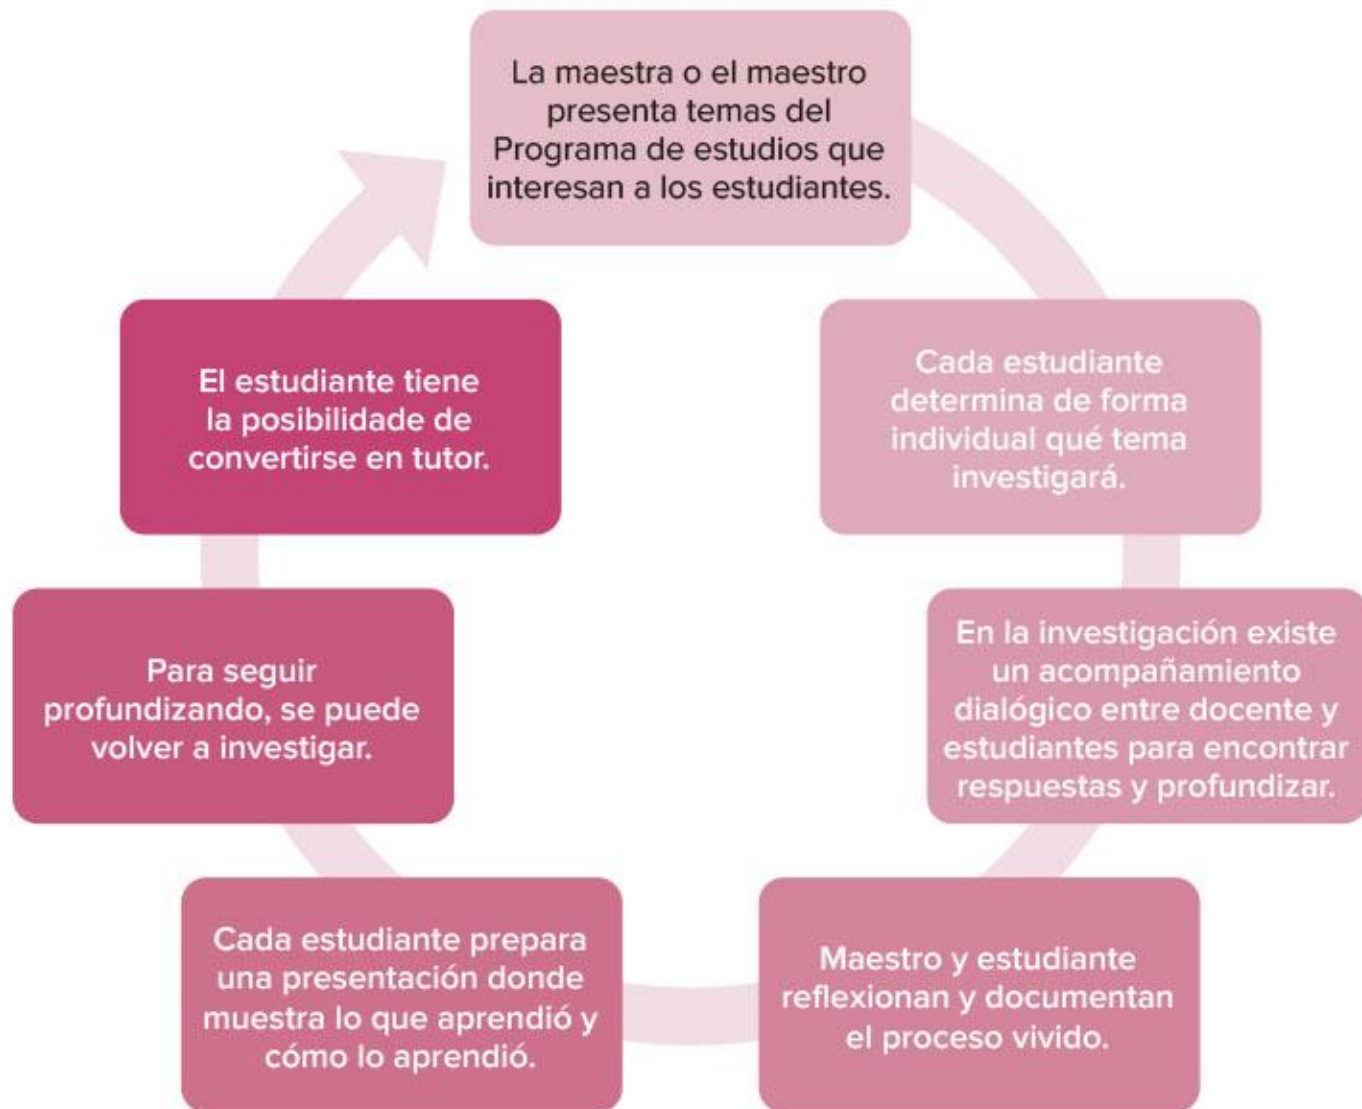 La maestra o el maestro
presenta temas del
Programa de estudios que
interesan a los estudiantes.
Cada estudiante
determina de forma
individual qué tema
investigará.
En la investigación existe
un acompañamiento
dialógico entre docente y
estudiantes para encontrar
respuestas y profundizar.
Maestro y estudiante
reflexionan y documentan
el proceso vivido.
Cada estudiante prepara
una presentación donde
muestra lo que aprendió y
cómo lo aprendió.
Para seguir
profundizando, se puede
volver a investigar.
El estudiante tiene
la posibilidade de
convertirse en tutor.